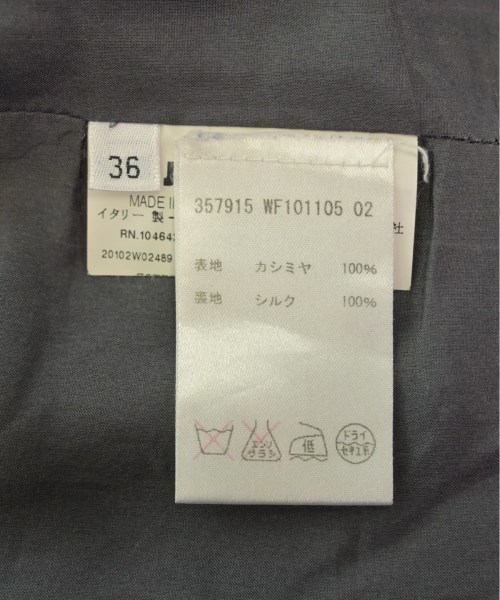 36
MADE I
イタリー 製
社
RN.10464
20102W02489
357915 WF101105 02
表地 カシミヤ 100%
裏地 シルク 100%
エンソ
サラシ
低
ドライ
セキユ系